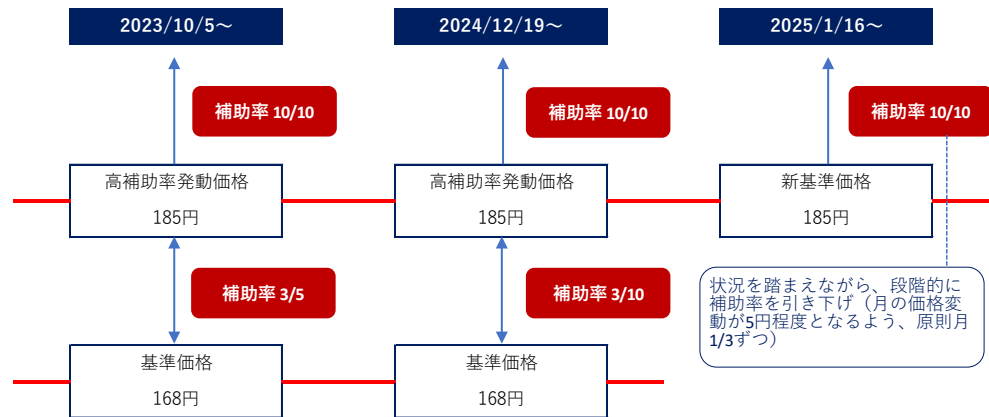 2023/10/5～
2024/12/19～
2025/1/16～
補助率 10/10
補助率 10/10
補助率 10/10
高補助率発動価格
185円
高補助率発動価格
185円
新基準価格
185円
補助率 3/5
補助率 3/10
状況を踏まえながら、段階的に
補助率を引き下げ（月の価格変
動が5円程度となるよう、原則月
1/3ずつ）
基準価格
168円
基準価格
168円